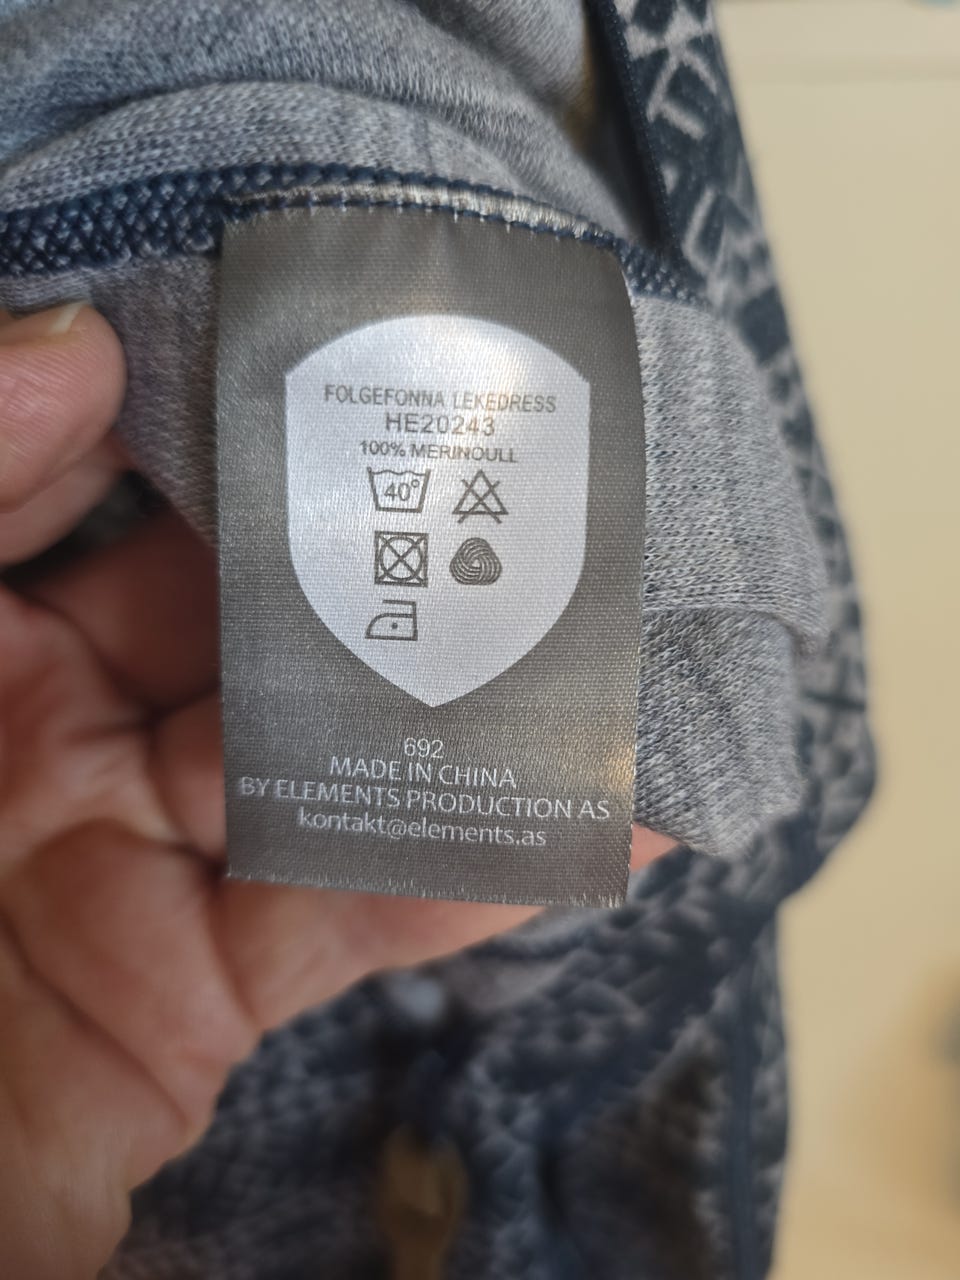 FOLGEFONNA LEKEDRESS
HE20243
100% MERINOULL
40°
692
MADE IN CHINA
BY ELEMENTS PRODUCTION AS
kontakt@elements.as